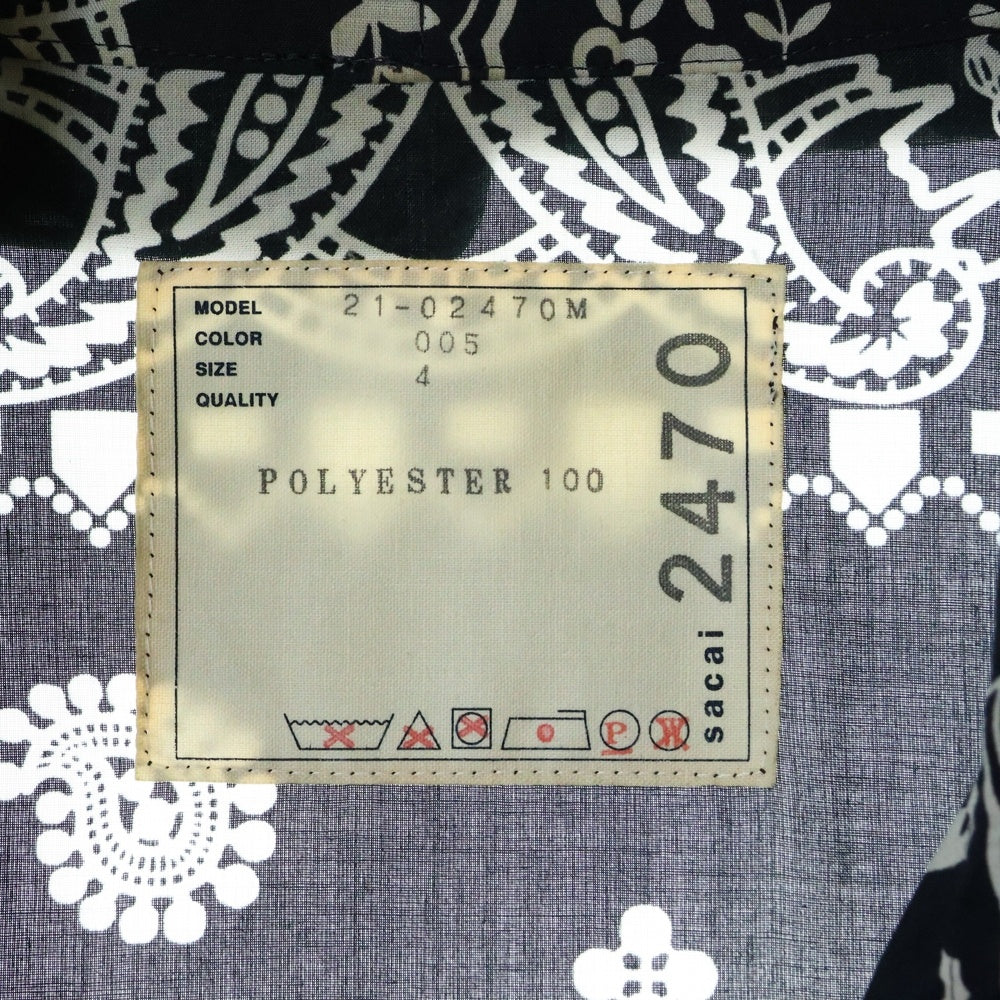 MODEL 21-02470M
COLOR 005
SIZE 4
QUALITY
POLYESTER 100
sacai 2470
P W